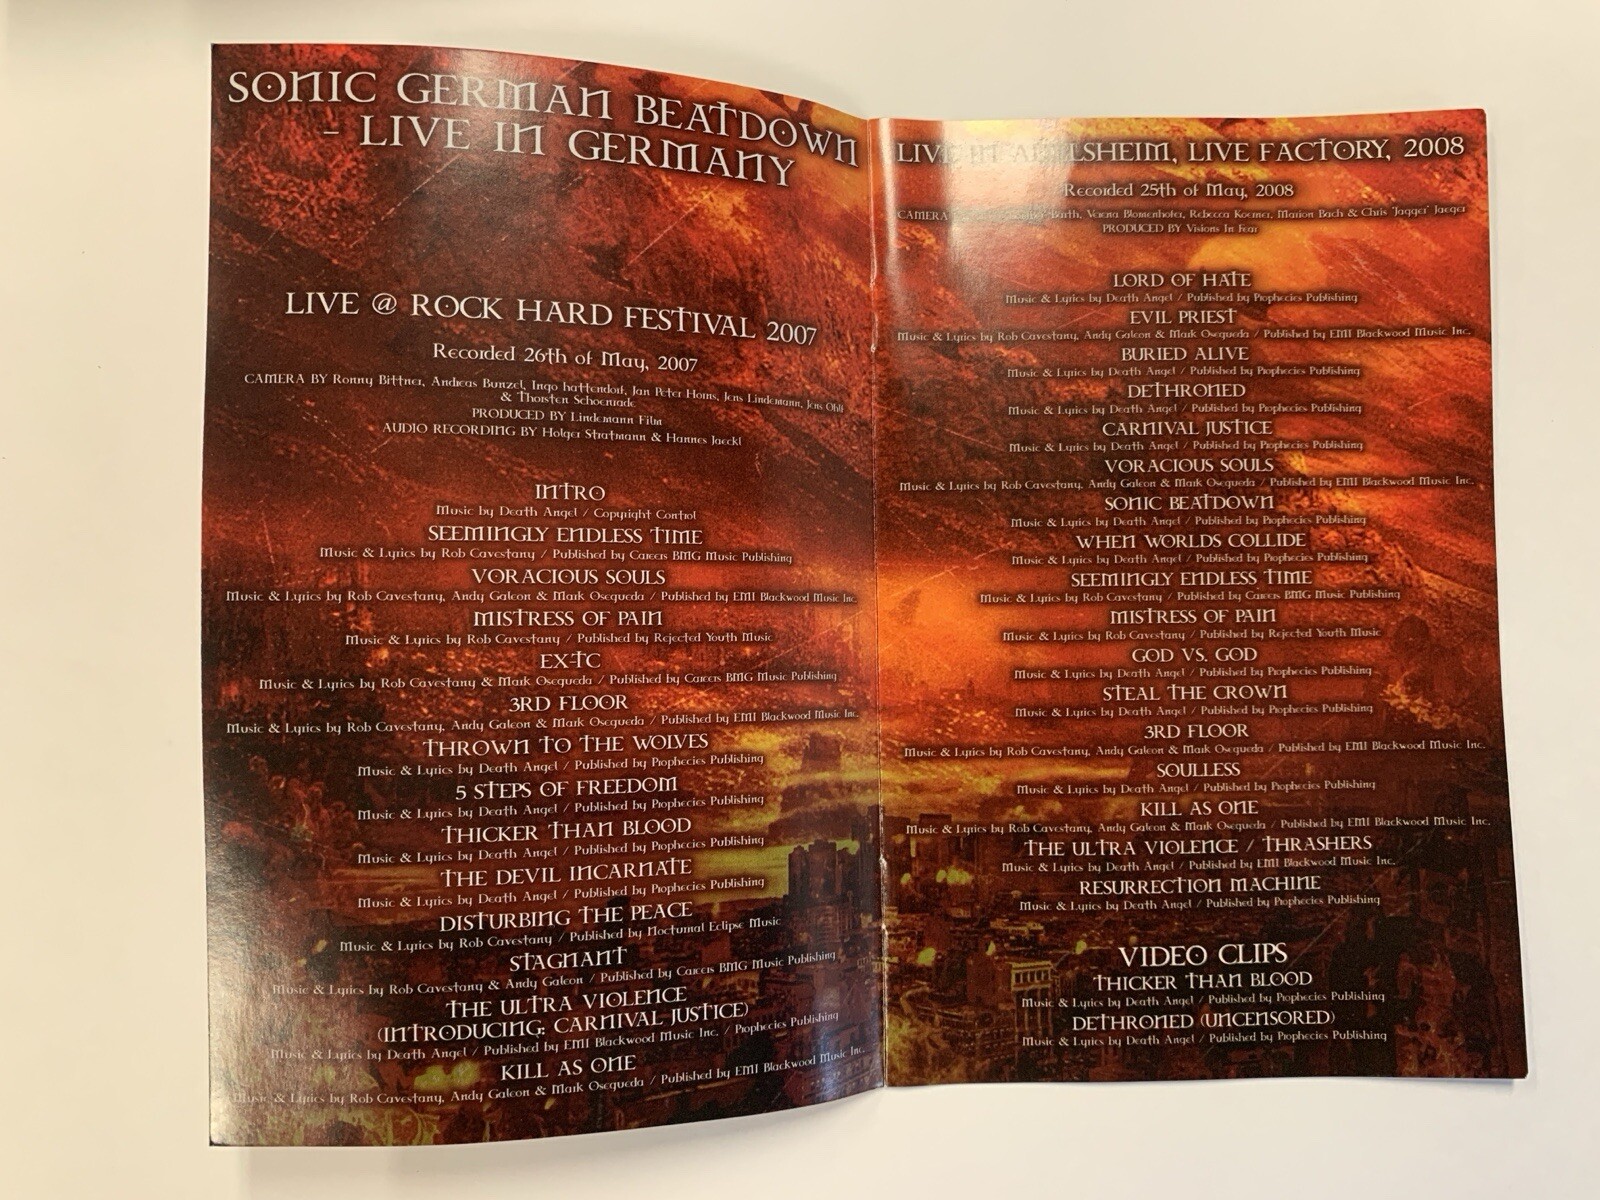 SONIC GERMAN BEATDOWN
- LIVE IN GERMANY
LIVE @ ROCK HARD FESTIVAL 2007
Recorded 26th of May, 2007
CAMERA BY Ronny Bittner, Andreas Bunzel, Ingo hattendorf, Jan Peter Horns, Jens Lindemann, Jens Obli
& Thorsten Schoenrade
PRODUCED BY Lindemann Film
AUDIO RECORDING BY Holger Stratmann & Hannes Jaeckl
INTRO
Music by Death Angel / Copyright Control
SEEMINGLY ENDLESS TIME
Music & Lyrics by Rob Cavestany / Published by Careers BMG Music Publishing
VORACIOUS SOULS
Music & Lyrics by Rob Cavestany, Andy Galeon & Mark Osegueda / Published by EMI Blackwood Music Inc.
MISTRESS OF PAIN
Music & Lyrics by Rob Cavestany / Published by Rejected Youth Music
EX-TC
Music & Lyrics by Rob Cavestany & Mark Osegueda / Published by Careers BMG Music Publishing
3RD FLOOR
Music & Lyrics by Rob Cavestany, Andy Galeon & Mark Osegueda / Published by EMI Blackwood Music Inc.
THROWN TO THE WOLVES
Music & Lyrics by Death Angel / Published by Prophecies Publishing
5 STEPS OF FREEDOM
Music & Lyrics by Death Angel / Published by Prophecies Publishing
THICKER THAN BLOOD
Music & Lyrics by Death Angel / Published by Prophecies Publishing
THE DEVIL INCARNATE
Music & Lyrics by Death Angel / Published by Prophecies Publishing
DISTURBING THE PEACE
Music & Lyrics by Rob Cavestany / Published by Nocturnal Eclipse Music
STAGNANT
Music & Lyrics by Rob Cavestany & Andy Galeon / Published by Careers BMG Music Publishing
THE ULTRA VIOLENCE
(INTRODUCING: CARNIVAL JUSTICE)
Music & Lyrics by Death Angel / Published by EMI Blackwood Music Inc. / Prophecies Publishing
KILL AS ONE
Music & Lyrics by Rob Cavestany, Andy Galeon & Mark Osegueda / Published by EMI Blackwood Music Inc.
LIVE IN ADELSHEIM, LIVE FACTORY, 2008
Recorded 25th of May, 2008
CAMERA Barth, Verena Blomenhofer, Rebecca Koerner, Marion Bach & Chris "Jagger" Jaeger
PRODUCED BY Visions In Fear
LORD OF HATE
Music & Lyrics by Death Angel / Published by Prophecies Publishing
EVIL PRIEST
Music & Lyrics by Rob Cavestany, Andy Galeon & Mark Osegueda / Published by EMI Blackwood Music Inc.
BURIED ALIVE
Music & Lyrics by Death Angel / Published by Prophecies Publishing
DETHRONED
Music & Lyrics by Death Angel / Published by Prophecies Publishing
CARNIVAL JUSTICE
Music & Lyrics by Death Angel / Published by Prophecies Publishing
VORACIOUS SOULS
Music & Lyrics by Rob Cavestany, Andy Galeon & Mark Osegueda / Published by EMI Blackwood Music Inc.
SONIC BEATDOWN
Music & Lyrics by Death Angel / Published by Prophecies Publishing
WHEN WORLDS COLLIDE
Music & Lyrics by Death Angel / Published by Prophecies Publishing
SEEMINGLY ENDLESS TIME
Music & Lyrics by Rob Cavestany / Published by Careers BMG Music Publishing
MISTRESS OF PAIN
Music & Lyrics by Rob Cavestany / Published by Rejected Youth Music
GOD VS. GOD
Music & Lyrics by Death Angel / Published by Prophecies Publishing
STEAL THE CROWN
Music & Lyrics by Death Angel / Published by Prophecies Publishing
3RD FLOOR
Music & Lyrics by Rob Cavestany, Andy Galeon & Mark Osegueda / Published by EMI Blackwood Music Inc.
SOULLESS
Music & Lyrics by Death Angel / Published by Prophecies Publishing
KILL AS ONE
Music & Lyrics by Rob Cavestany, Andy Galeon & Mark Osegueda / Published by EMI Blackwood Music Inc.
THE ULTRA VIOLENCE / THRASHERS
Music & Lyrics by Death Angel / Published by EMI Blackwood Music Inc.
RESURRECTION MACHINE
Music & Lyrics by Death Angel / Published by Prophecies Publishing
VIDEO CLIPS
THICKER THAN BLOOD
Music & Lyrics by Death Angel / Published by Prophecies Publishing
DETHRONED (UNCENSORED)
Music & Lyrics by Death Angel / Published by Prophecies Publishing